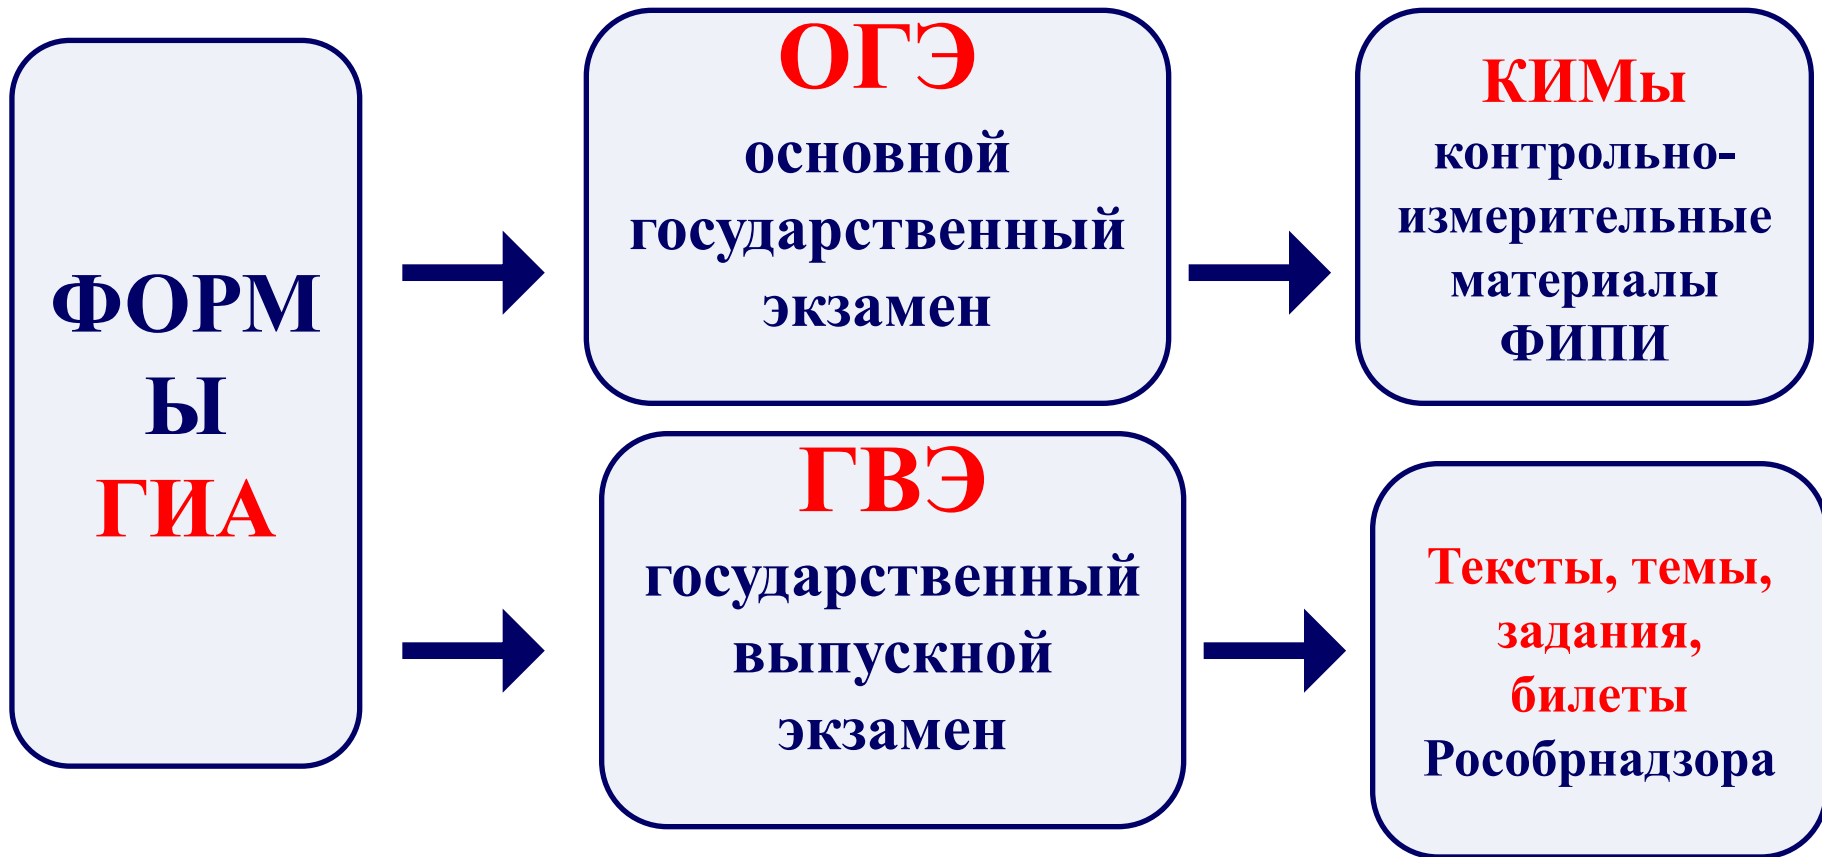 ФОРМ
Ы
ГИА
ОГЭ
основной
государственный
экзамен
КИМы
контрольно-
измерительные
материалы
ФИПИ
ГВЭ
государственный
выпускной
экзамен
Тексты, темы,
задания,
билеты
Рособрнадзора